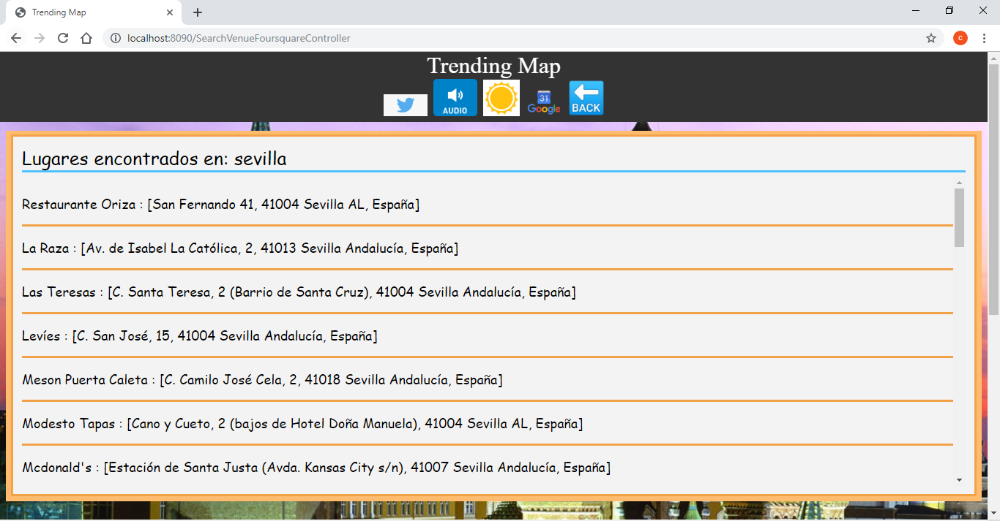 Trending Map
localhost:8090/SearchVenueFoursquareController
c
Trending Map
AUDIO
31
Google
BACK
Lugares encontrados en: sevilla
Restaurante Oriza : [San Fernando 41, 41004 Sevilla AL, España]
La Raza : [Av. de Isabel La Católica, 2, 41013 Sevilla Andalucía, España]
Las Teresas : [C. Santa Teresa, 2 (Barrio de Santa Cruz), 41004 Sevilla Andalucía, España]
Levíes : [C. San José, 15, 41004 Sevilla Andalucía, España]
Meson Puerta Caleta : [C. Camilo José Cela, 2, 41018 Sevilla Andalucía, España]
Modesto Tapas : [Cano y Cueto, 2 (bajos de Hotel Doña Manuela), 41004 Sevilla AL, España]
Mcdonald's : [Estación de Santa Justa (Avda. Kansas City s/n), 41007 Sevilla Andalucía, España]